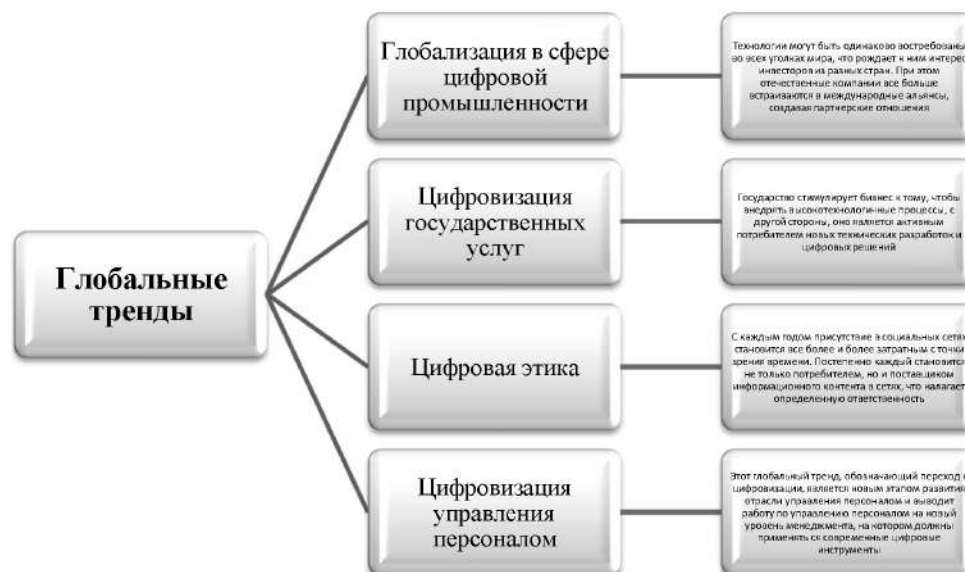 Глобальные
тренды
Глобализация в сфере
цифровой
промышленности
Технологии могут быть одинаково востребованы
во всех уголках мира, что рождает к ним интерес
инвесторов из разных стран. При этом
отечественные компании все больше
встраиваются в международные альянсы,
создавая партнерские отношения
Цифровизация
государственных
услуг
Государство стимулирует бизнес к тому, чтобы
внедрять высокотехнологичные процессы, с
другой стороны, оно является активным
потребителем новых технических разработок и
цифровых решений
Цифровая этика
С каждым годом присутствие в социальных сетях
становится все более и более затратным с точки
зрения времени. Постепенно каждый становится
не только потребителем, но и поставщиком
информационного контента в сетях, что налагает
определенную ответственность
Цифровизация
управления
персоналом
Этот глобальный тренд, обозначающий переход
цифровизации, является новым этапом развития
отрасли управления персоналом и выводит
работу по управлению персоналом на новый
уровень менеджмента, на котором должны
применяться современные цифровые
инструменты